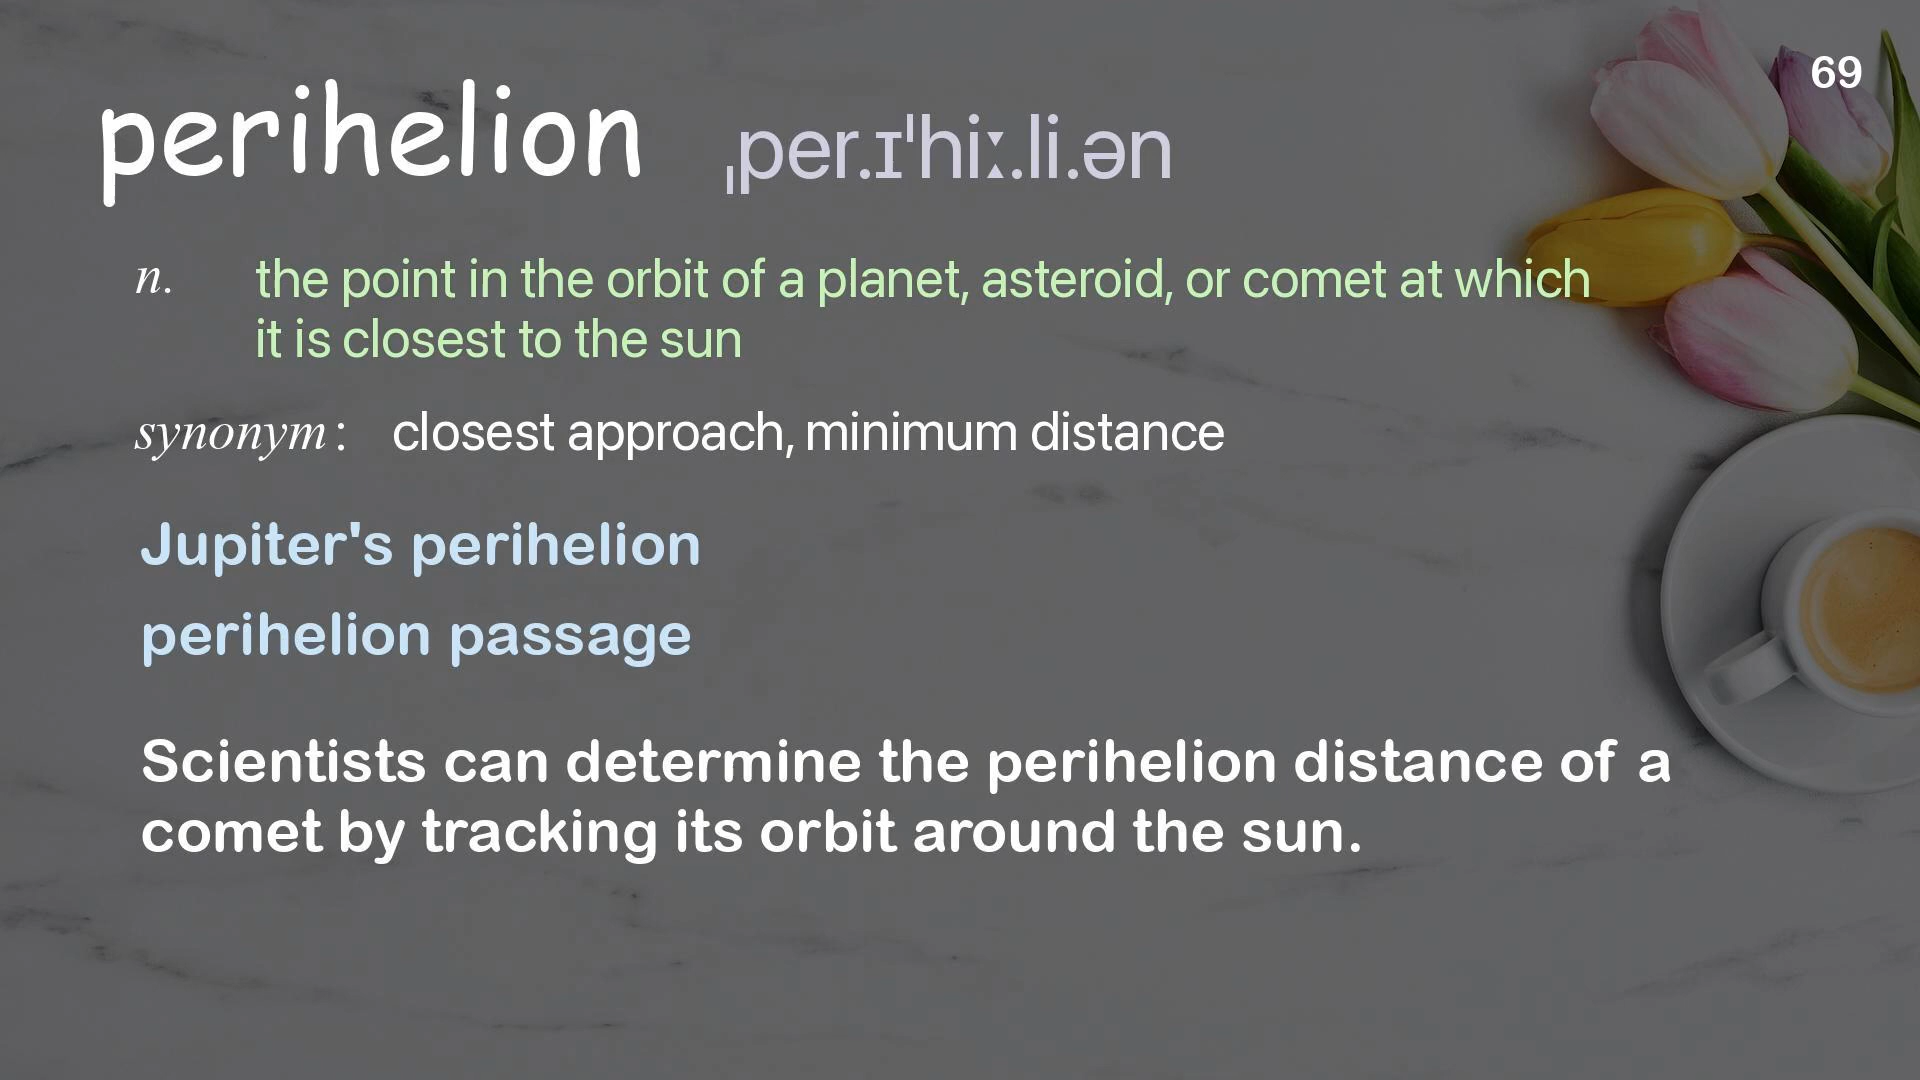 69
perihelion ˌper.ɪˈhiː.li.ən
n. the point in the orbit of a planet, asteroid, or comet at which
it is closest to the sun
synonym : closest approach, minimum distance
Jupiter's perihelion
perihelion passage
Scientists can determine the perihelion distance of a
comet by tracking its orbit around the sun.